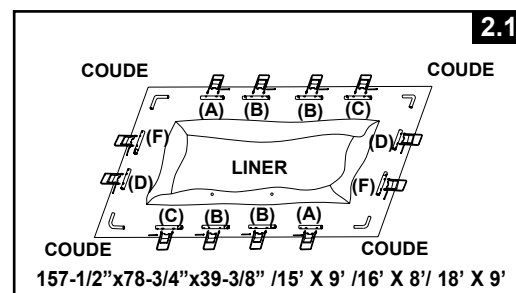 2.1
COUDE COUDE
(A) (B) (B) (C)
(F) (D)
LINER
(D) (F)
(C) (B) (B) (A)
COUDE COUDE
157-1/2”x78-3/4”x39-3/8” /15’ X 9’ /16’ X 8’/ 18’ X 9’